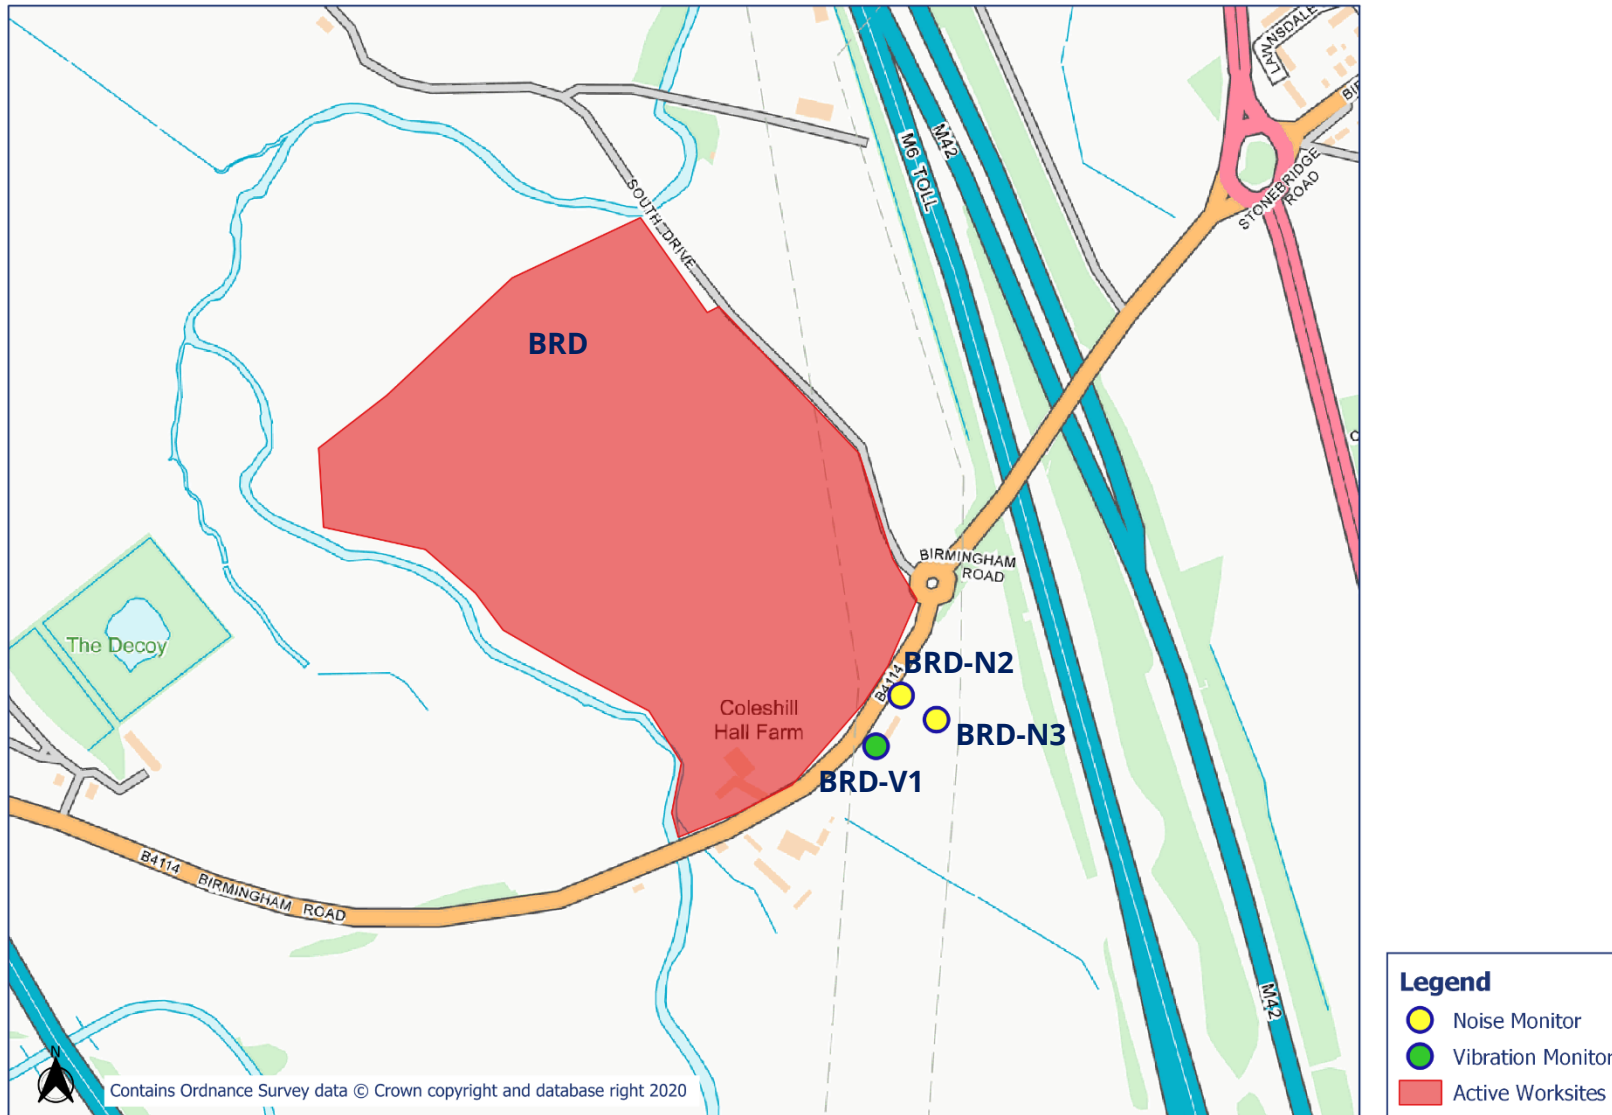 LAWNSDALE
BIR
M42
M6 TOLL
STONEBRIDGE
ROAD
SOUTH DRIVE
BRD
BIRMINGHAM
ROAD
The Decoy
BRD-N2
B4114
Coleshill
Hall Farm
BRD-N3
BRD-V1
B4114 BIRMINGHAM ROAD
M42
N
Contains Ordnance Survey data © Crown copyright and database right 2020
Legend
Noise Monitor
Vibration Monitor
Active Worksites